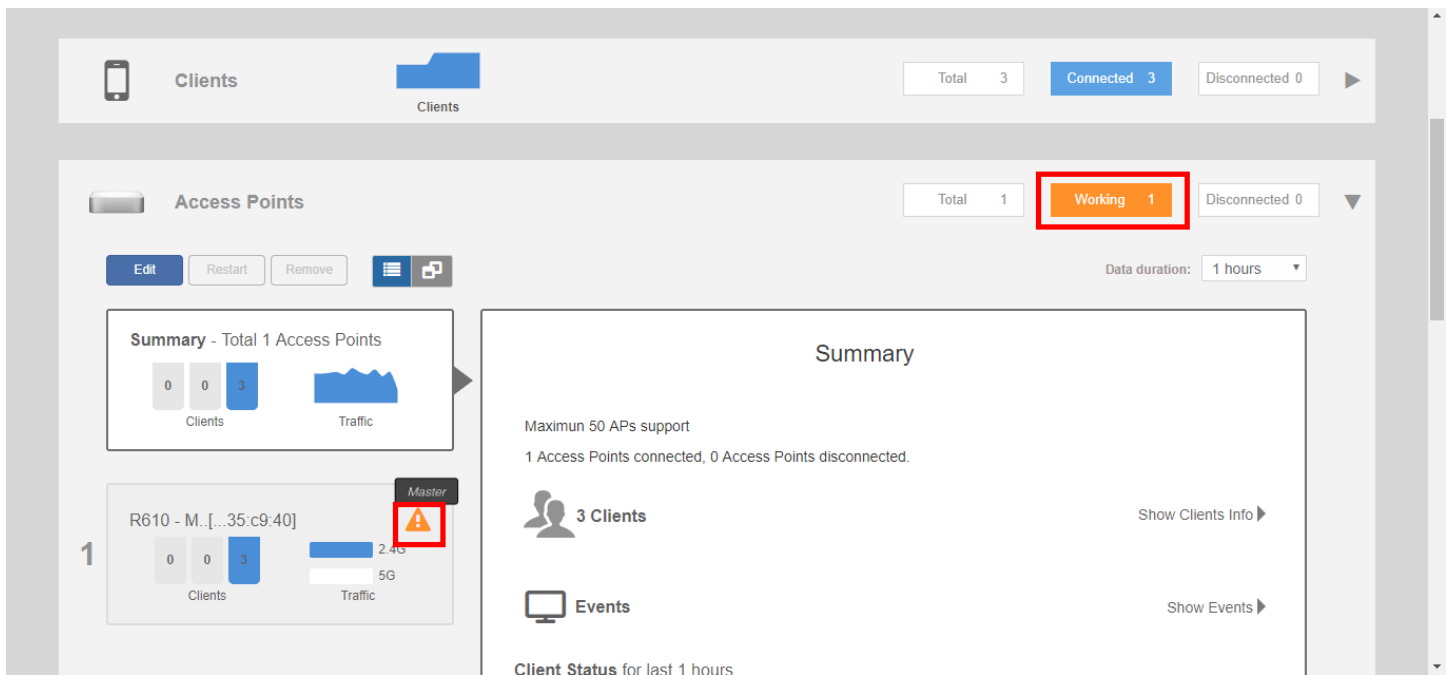 Clients
Clients
Total 3
Connected 3
Disconnected 0
Access Points
Total 1
Working 1
Disconnected 0
Edit
Restart
Remove
Data duration: 1 hours
Summary - Total 1 Access Points
0 0 3
Clients
Traffic
Summary
Maximun 50 APs support
1 Access Points connected, 0 Access Points disconnected.
3 Clients
Show Clients Info
Events
Show Events
Client Status for last 1 hours
1
Master
R610 - M..[...35:c9:40]
0 0 3
2.4G
5G
Clients
Traffic